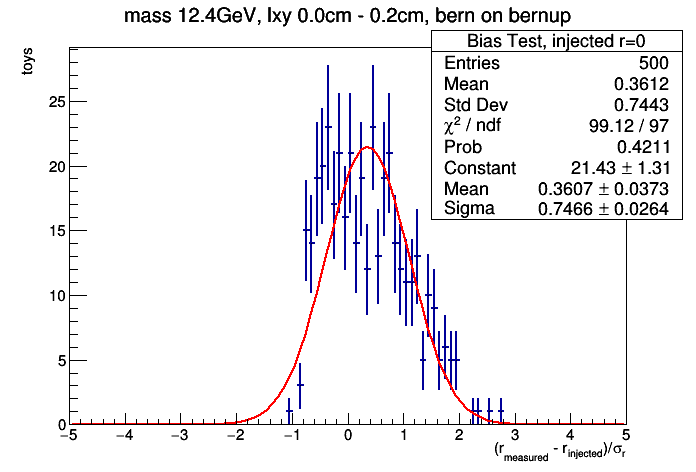 mass 12.4GeV, lxy 0.0cm - 0.2cm, bern on bernup
Bias Test, injected r=0
Entries 500
Mean 0.3612
Std Dev 0.7443
χ² / ndf 99.12 / 97
Prob 0.4211
Constant 21.43 ± 1.31
Mean 0.3607 ± 0.0373
Sigma 0.7466 ± 0.0264
toys
25
20
15
10
5
0
−5 −4 −3 −2 −1 0 1 2 3 4 5
(r_measured - r_injected)/σ_r